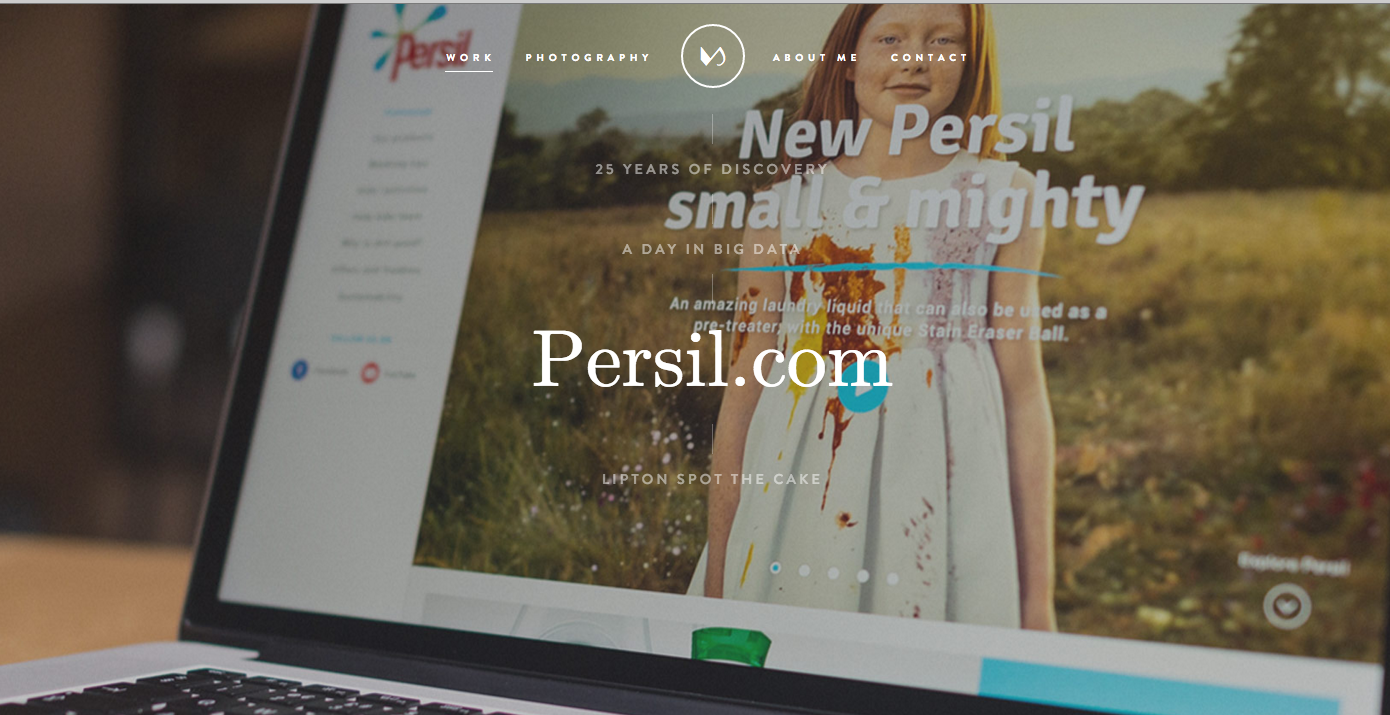 Persil
WORK
PHOTOGRAPHY
ABOUT ME
CONTACT
New Persil
small & mighty
25 YEARS OF DISCOVERY
A DAY IN BIG DATA
An amazing laundry liquid that can also be used as a
pre-treater with the unique Stain Eraser Ball.
Persil.com
LIPTON SPOT THE CAKE
Explore Persil